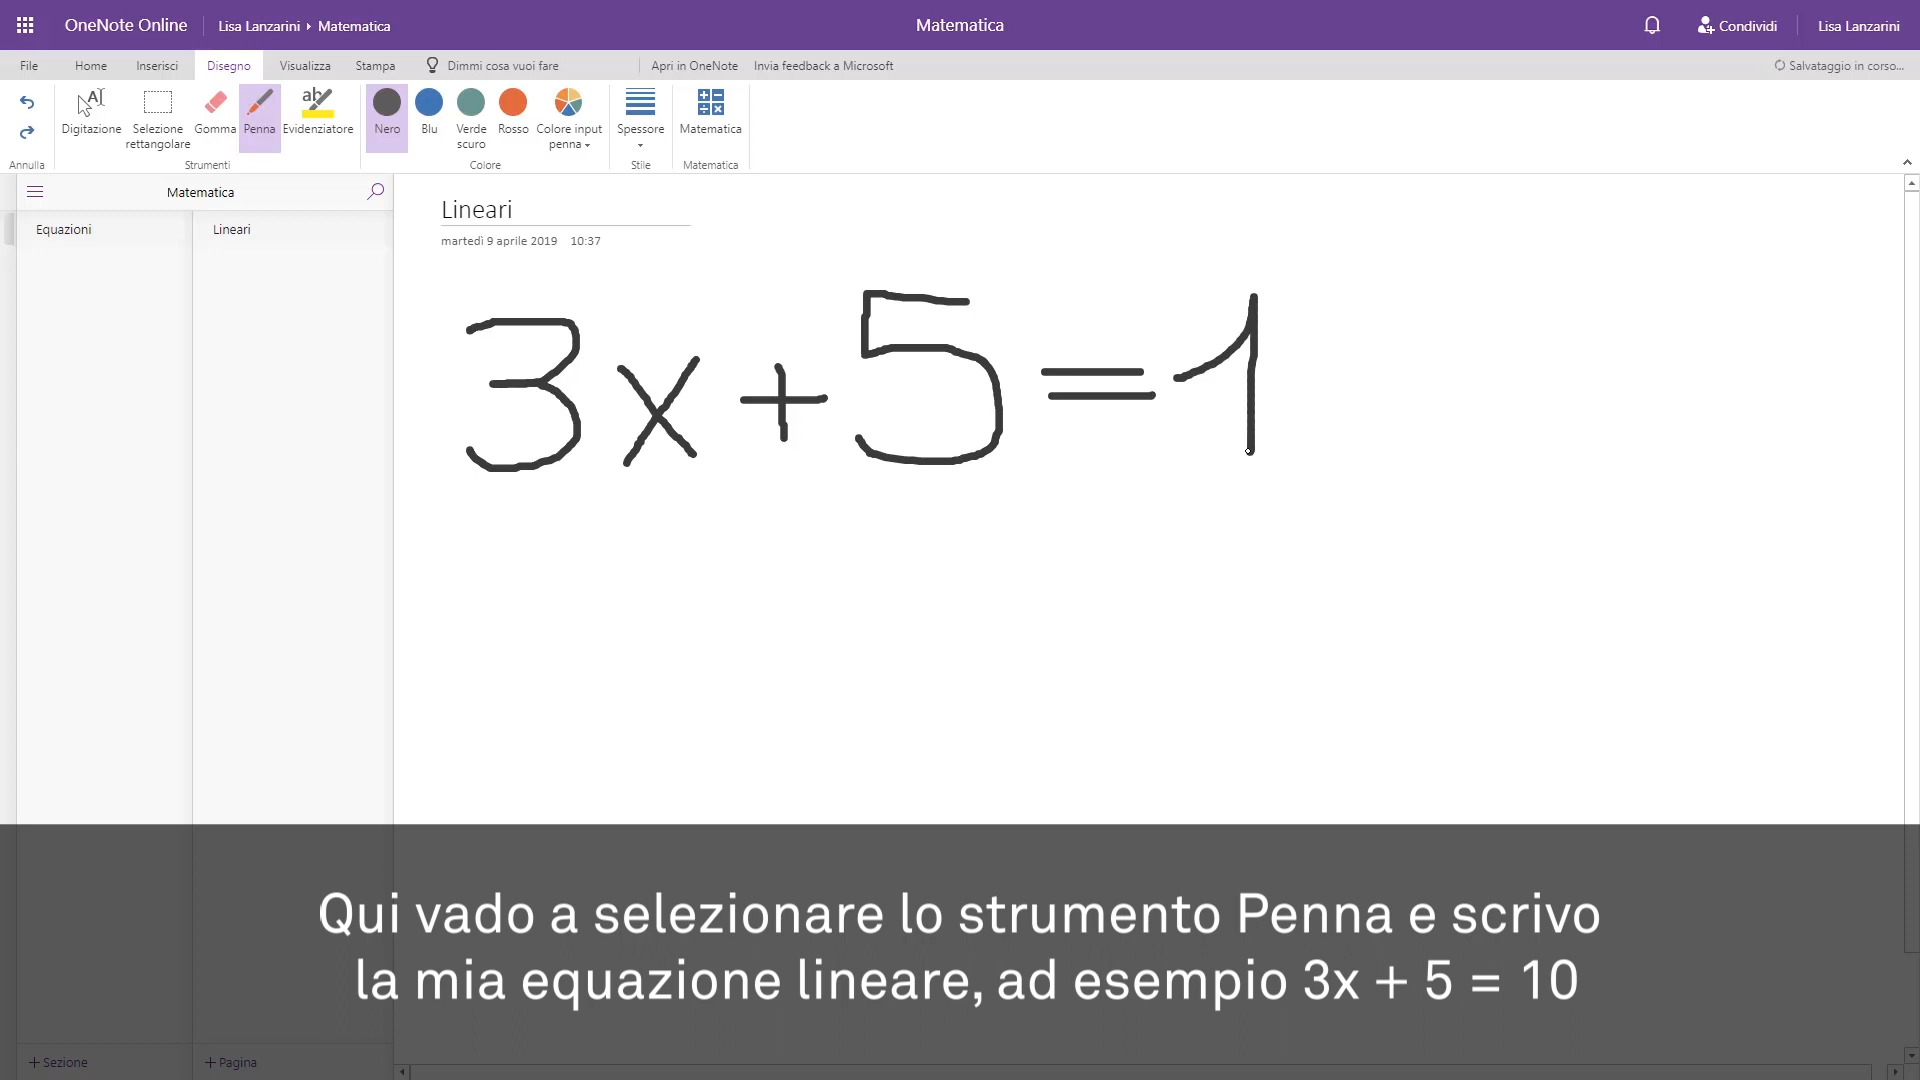 OneNote Online Lisa Lanzarini Matematica Matematica Condividi Lisa Lanzarini
File Home Inserisci Disegno Visualizza Stampa Dimmi cosa vuoi fare Apri in OneNote Invia feedback a Microsoft Salvataggio in corso...
Digitazione Selezione rettangolare Gomma Penna Evidenziatore Nero Blu Verde scuro Rosso Colore input penna Spessore Matematica
Annulla Strumenti Colore Stile Matematica
Matematica
Equazioni Lineari
Lineari
martedì 9 aprile 2019 10:37
3x+5=1
Qui vado a selezionare lo strumento Penna e scrivo
la mia equazione lineare, ad esempio 3x + 5 = 10
+ Sezione + Pagina